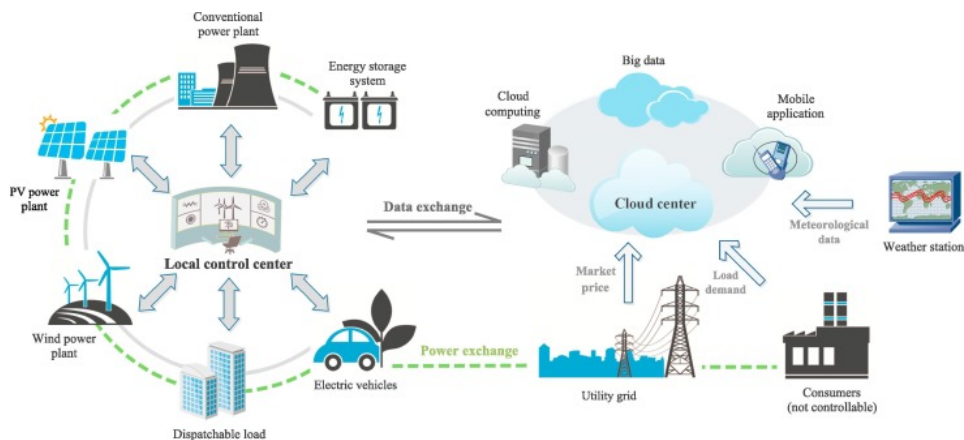 Conventional
power plant
Energy storage
system
PV power
plant
Local control center
Wind power
plant
Dispatchable load
Electric vehicles
Data exchange
Power exchange
Big data
Cloud
computing
Mobile
application
Cloud center
Meteorological
data
Weather station
Market
price
Load
demand
Utility grid
Consumers
(not controllable)